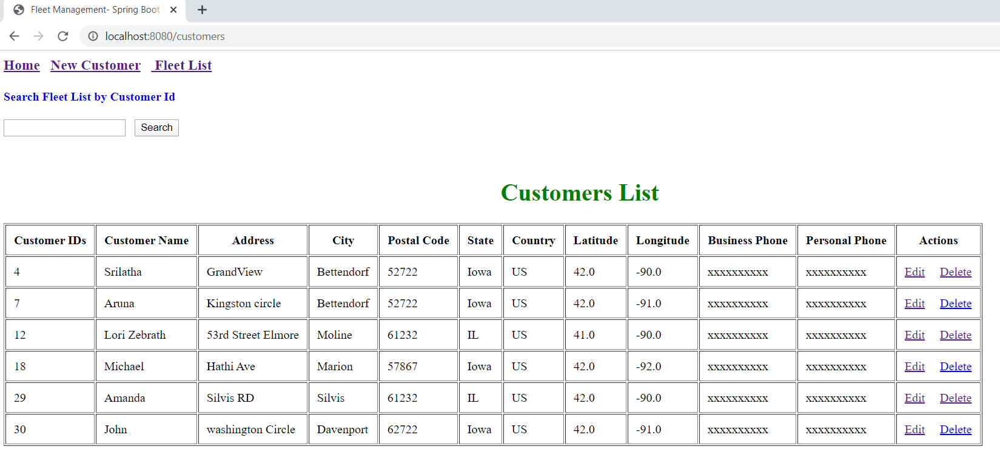 Fleet Management- Spring Boot
localhost:8080/customers
Home New Customer Fleet List
Search Fleet List by Customer Id
Search
Customers List
Customer IDs Customer Name Address City Postal Code State Country Latitude Longitude Business Phone Personal Phone Actions
4 Srilatha GrandView Bettendorf 52722 Iowa US 42.0 -90.0 xxxxxxxxxx xxxxxxxxxx Edit Delete
7 Aruna Kingston circle Bettendorf 52722 Iowa US 42.0 -91.0 xxxxxxxxxx xxxxxxxxxx Edit Delete
12 Lori Zebrath 53rd Street Elmore Moline 61232 IL US 41.0 -90.0 xxxxxxxxxx xxxxxxxxxx Edit Delete
18 Michael Hathi Ave Marion 57867 Iowa US 42.0 -92.0 xxxxxxxxxx xxxxxxxxxx Edit Delete
29 Amanda Silvis RD Silvis 61232 IL US 42.0 -90.0 xxxxxxxxxx xxxxxxxxxx Edit Delete
30 John washington Circle Davenport 62722 Iowa US 42.0 -91.0 xxxxxxxxxx xxxxxxxxxx Edit Delete